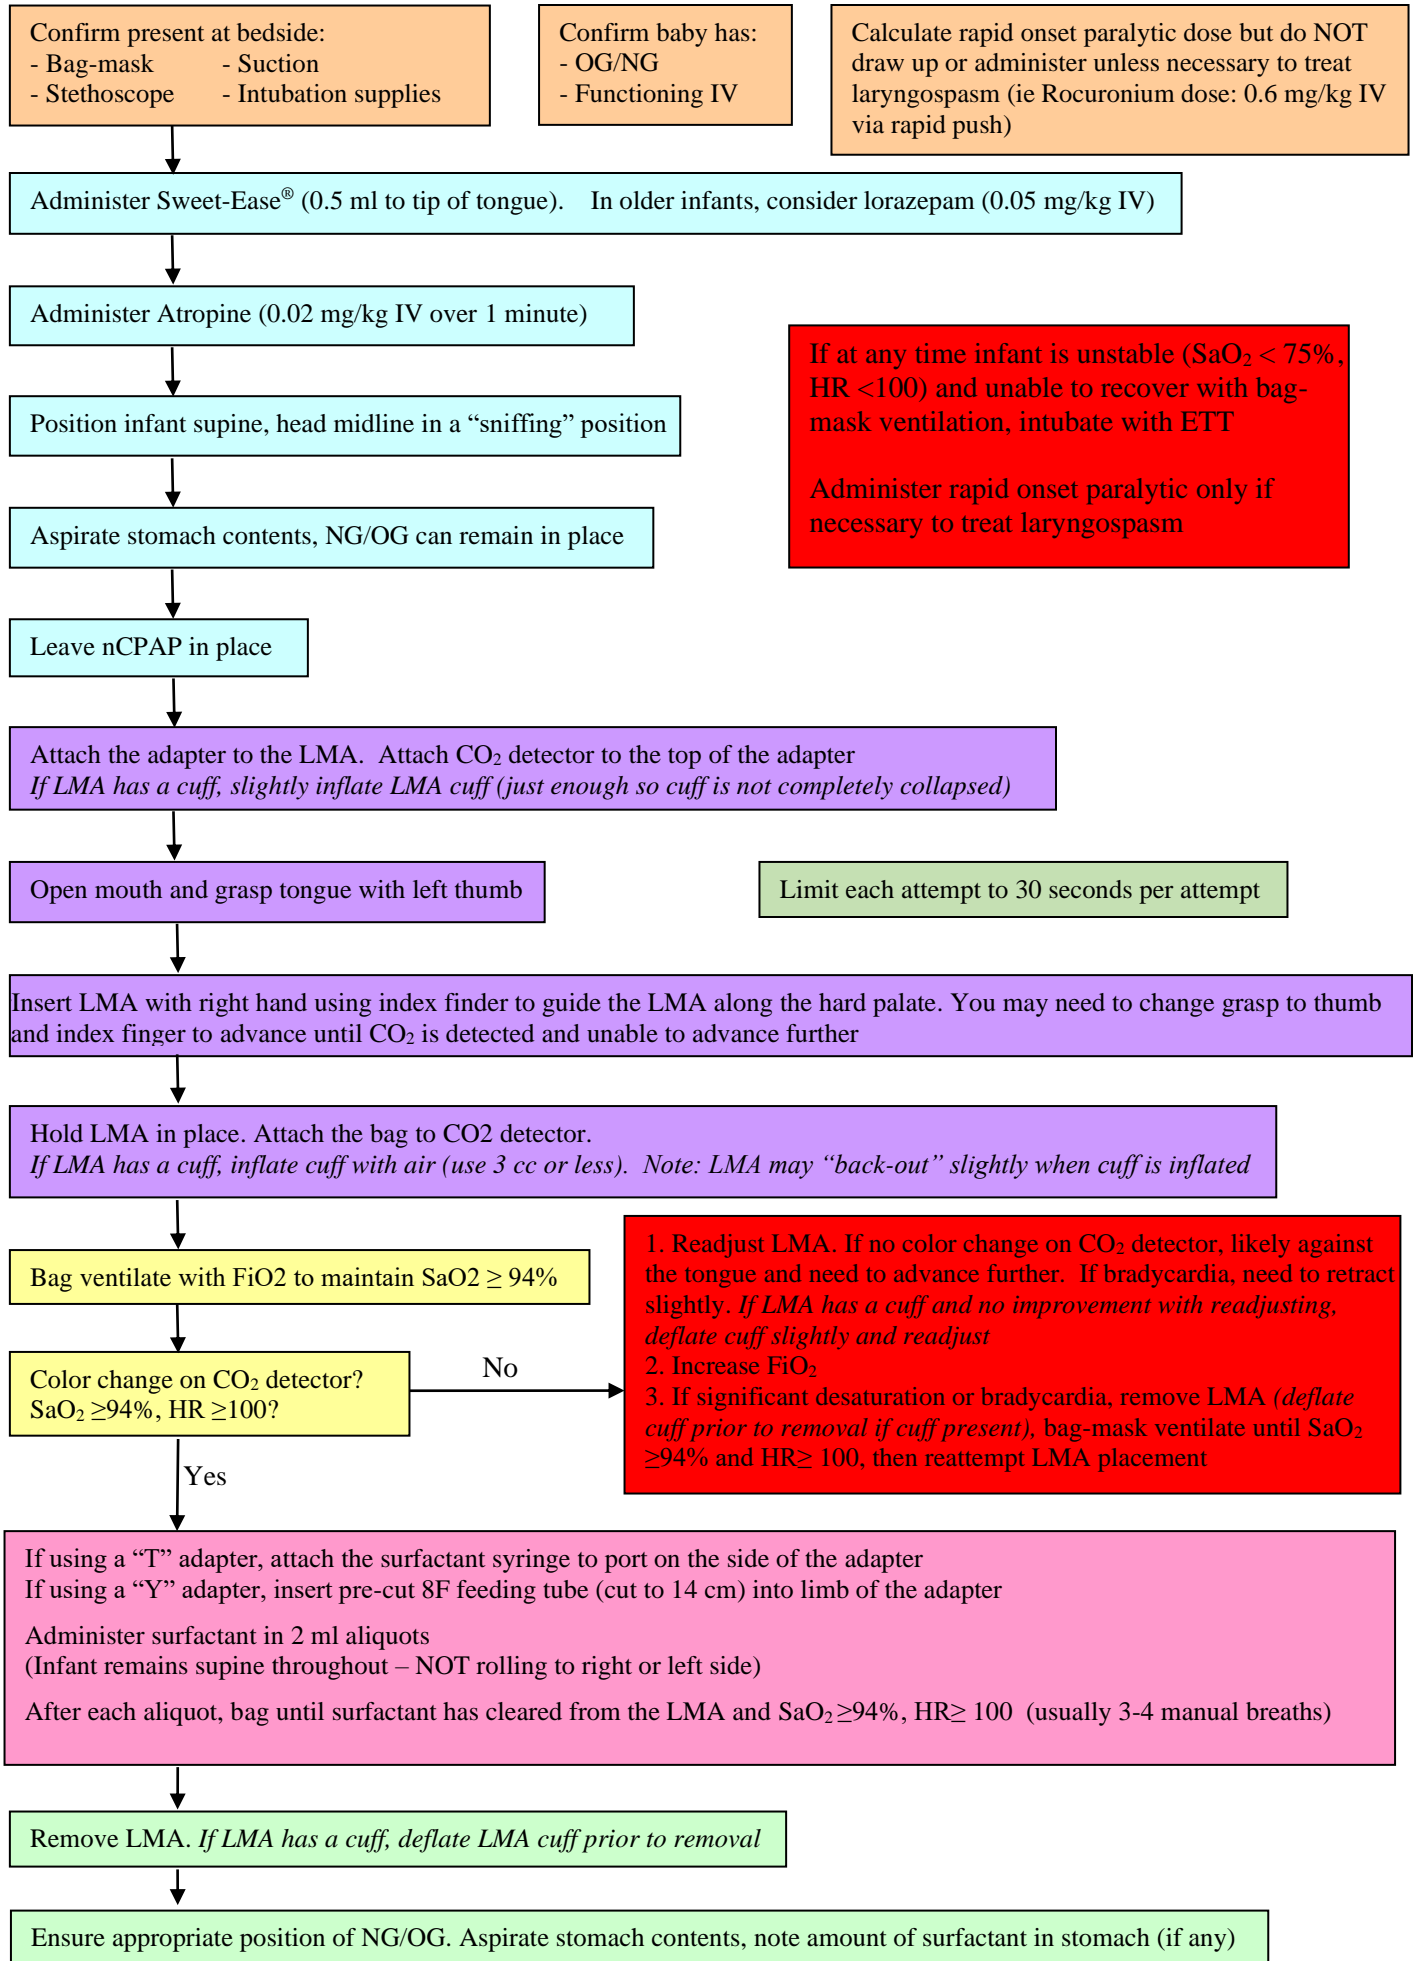 Confirm present at bedside:
- Bag-mask - Suction
- Stethoscope - Intubation supplies
Confirm baby has:
- OG/NG
- Functioning IV
Calculate rapid onset paralytic dose but do NOT
draw up or administer unless necessary to treat
laryngospasm (ie Rocuronium dose: 0.6 mg/kg IV
via rapid push)
Administer Sweet-Ease® (0.5 ml to tip of tongue). In older infants, consider lorazepam (0.05 mg/kg IV)
Administer Atropine (0.02 mg/kg IV over 1 minute)
If at any time infant is unstable (SaO₂ < 75%,
HR <100) and unable to recover with bag-
mask ventilation, intubate with ETT
Administer rapid onset paralytic only if
necessary to treat laryngospasm
Position infant supine, head midline in a “sniffing” position
Aspirate stomach contents, NG/OG can remain in place
Leave nCPAP in place
Attach the adapter to the LMA. Attach CO₂ detector to the top of the adapter
If LMA has a cuff, slightly inflate LMA cuff (just enough so cuff is not completely collapsed)
Open mouth and grasp tongue with left thumb
Limit each attempt to 30 seconds per attempt
Insert LMA with right hand using index finder to guide the LMA along the hard palate. You may need to change grasp to thumb
and index finger to advance until CO₂ is detected and unable to advance further
Hold LMA in place. Attach the bag to CO2 detector.
If LMA has a cuff, inflate cuff with air (use 3 cc or less). Note: LMA may “back-out” slightly when cuff is inflated
Bag ventilate with FiO2 to maintain SaO2 ≥ 94%
Color change on CO₂ detector?
SaO₂ ≥94%, HR ≥100?
No
1. Readjust LMA. If no color change on CO₂ detector, likely against
the tongue and need to advance further. If bradycardia, need to retract
slightly. If LMA has a cuff and no improvement with readjusting,
deflate cuff slightly and readjust
2. Increase FiO₂
3. If significant desaturation or bradycardia, remove LMA (deflate
cuff prior to removal if cuff present), bag-mask ventilate until SaO₂
≥94% and HR≥ 100, then reattempt LMA placement
Yes
If using a “T” adapter, attach the surfactant syringe to port on the side of the adapter
If using a “Y” adapter, insert pre-cut 8F feeding tube (cut to 14 cm) into limb of the adapter
Administer surfactant in 2 ml aliquots
(Infant remains supine throughout – NOT rolling to right or left side)
After each aliquot, bag until surfactant has cleared from the LMA and SaO₂ ≥94%, HR≥ 100 (usually 3-4 manual breaths)
Remove LMA. If LMA has a cuff, deflate LMA cuff prior to removal
Ensure appropriate position of NG/OG. Aspirate stomach contents, note amount of surfactant in stomach (if any)